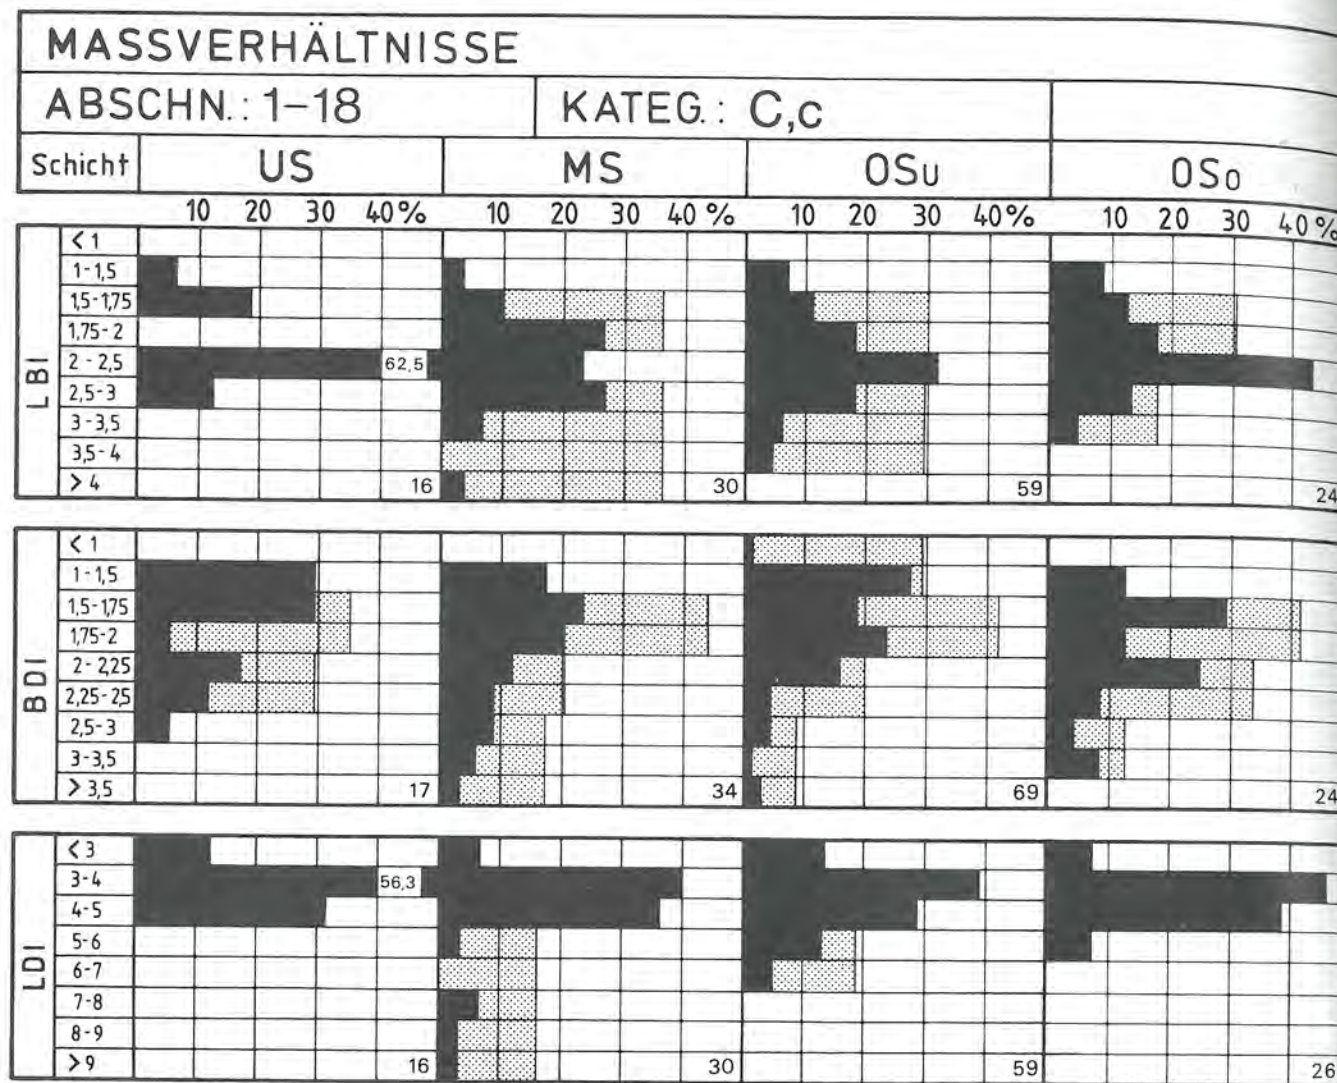 MASSVERHÄLTNISSE
ABSCHN.: 1-18 KATEG.: C,c
Schicht US MS OSu OSo
10 20 30 40% 10 20 30 40% 10 20 30 40% 10 20 30 40%
LBI
< 1
1-1,5
1,5-1,75
1,75-2
2 - 2,5 62,5
2,5-3
3-3,5
3,5-4
> 4 16 30 59 24
BDI
< 1
1-1,5
1,5-1,75
1,75-2
2-2,25
2,25-2,5
2,5-3
3-3,5
> 3,5 17 34 69 24
LDI
< 3
3-4 56,3
4-5
5-6
6-7
7-8
8-9
> 9 16 30 59 26